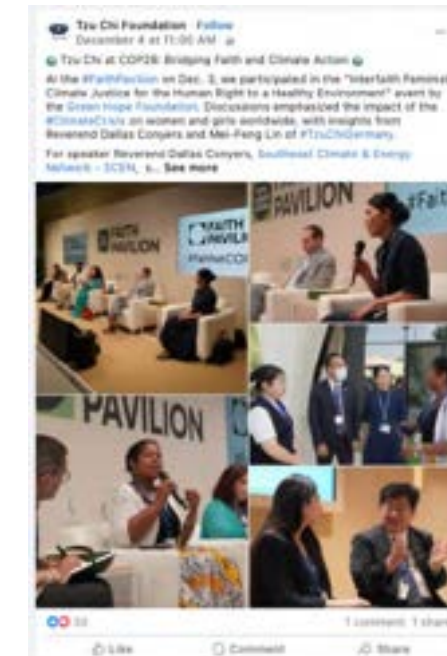 Tzu Chi Foundation · Follow
December 4 at 11:00 AM ·
Tzu Chi at COP28: Bridging Faith and Climate Action
At the #FaithPavilion on Dec. 3, we participated in the "Interfaith Feminist
Climate Justice for the Human Right to a Healthy Environment" event by
the Green Hope Foundation. Discussions emphasized the impact of the
#ClimateCrisis on women and girls worldwide, with insights from
Reverend Dallas Conyers and Mei-Feng Lin of #TzuChiGermany.
For speaker Reverend Dallas Conyers, Southeast Climate & Energy
Network - SCEN, s... See more
FAITH
PAVILION
FAITH
PAVILI
PAVILION
#Fait
PAVILION
1 comment 1 share
Like
Comment
Share